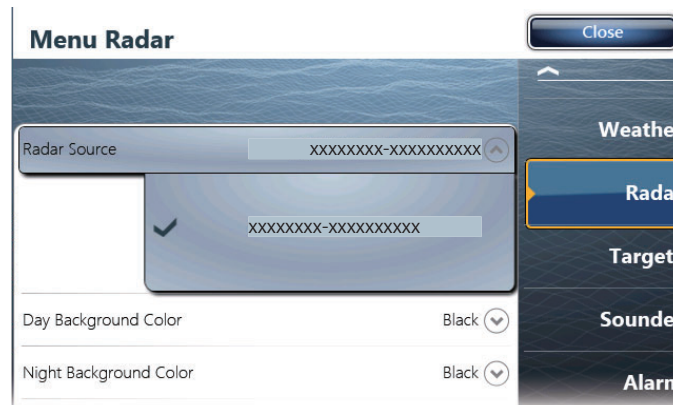 Menu Radar
Close
Weathe
Radar Source XXXXXXXX-XXXXXXXXXX
Rada
XXXXXXXX-XXXXXXXXXX
Target
Day Background Color Black
Sounde
Night Background Color Black
Alarn